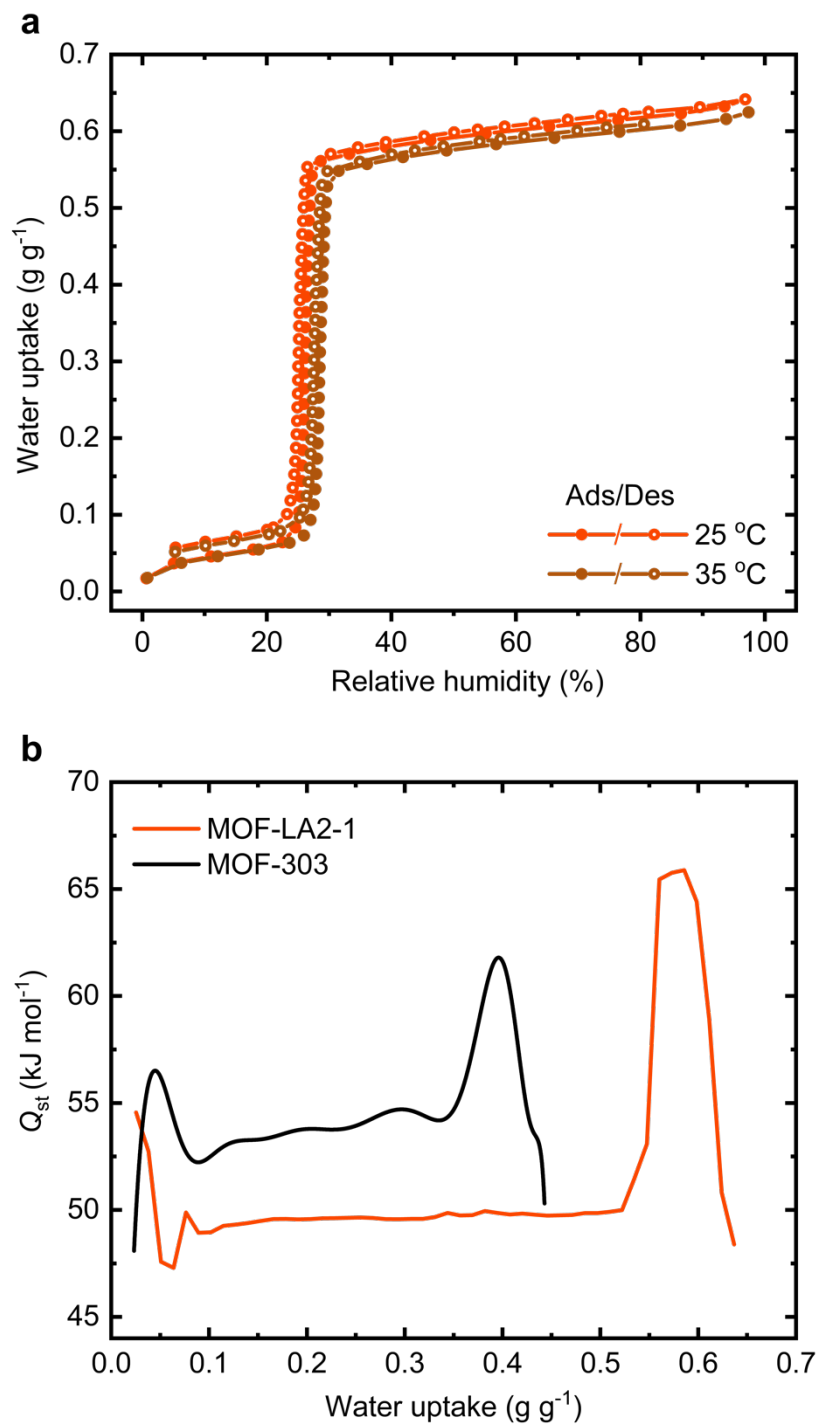 a
0.7
0.6
0.5
0.4
0.3
0.2
0.1
0.0
Water uptake (g g⁻¹)
Ads/Des
/ 25 °C
/ 35 °C
0 20 40 60 80 100
Relative humidity (%)
b
70
65
60
55
50
45
Qst (kJ mol⁻¹)
MOF-LA2-1
MOF-303
0.0 0.1 0.2 0.3 0.4 0.5 0.6 0.7
Water uptake (g g⁻¹)